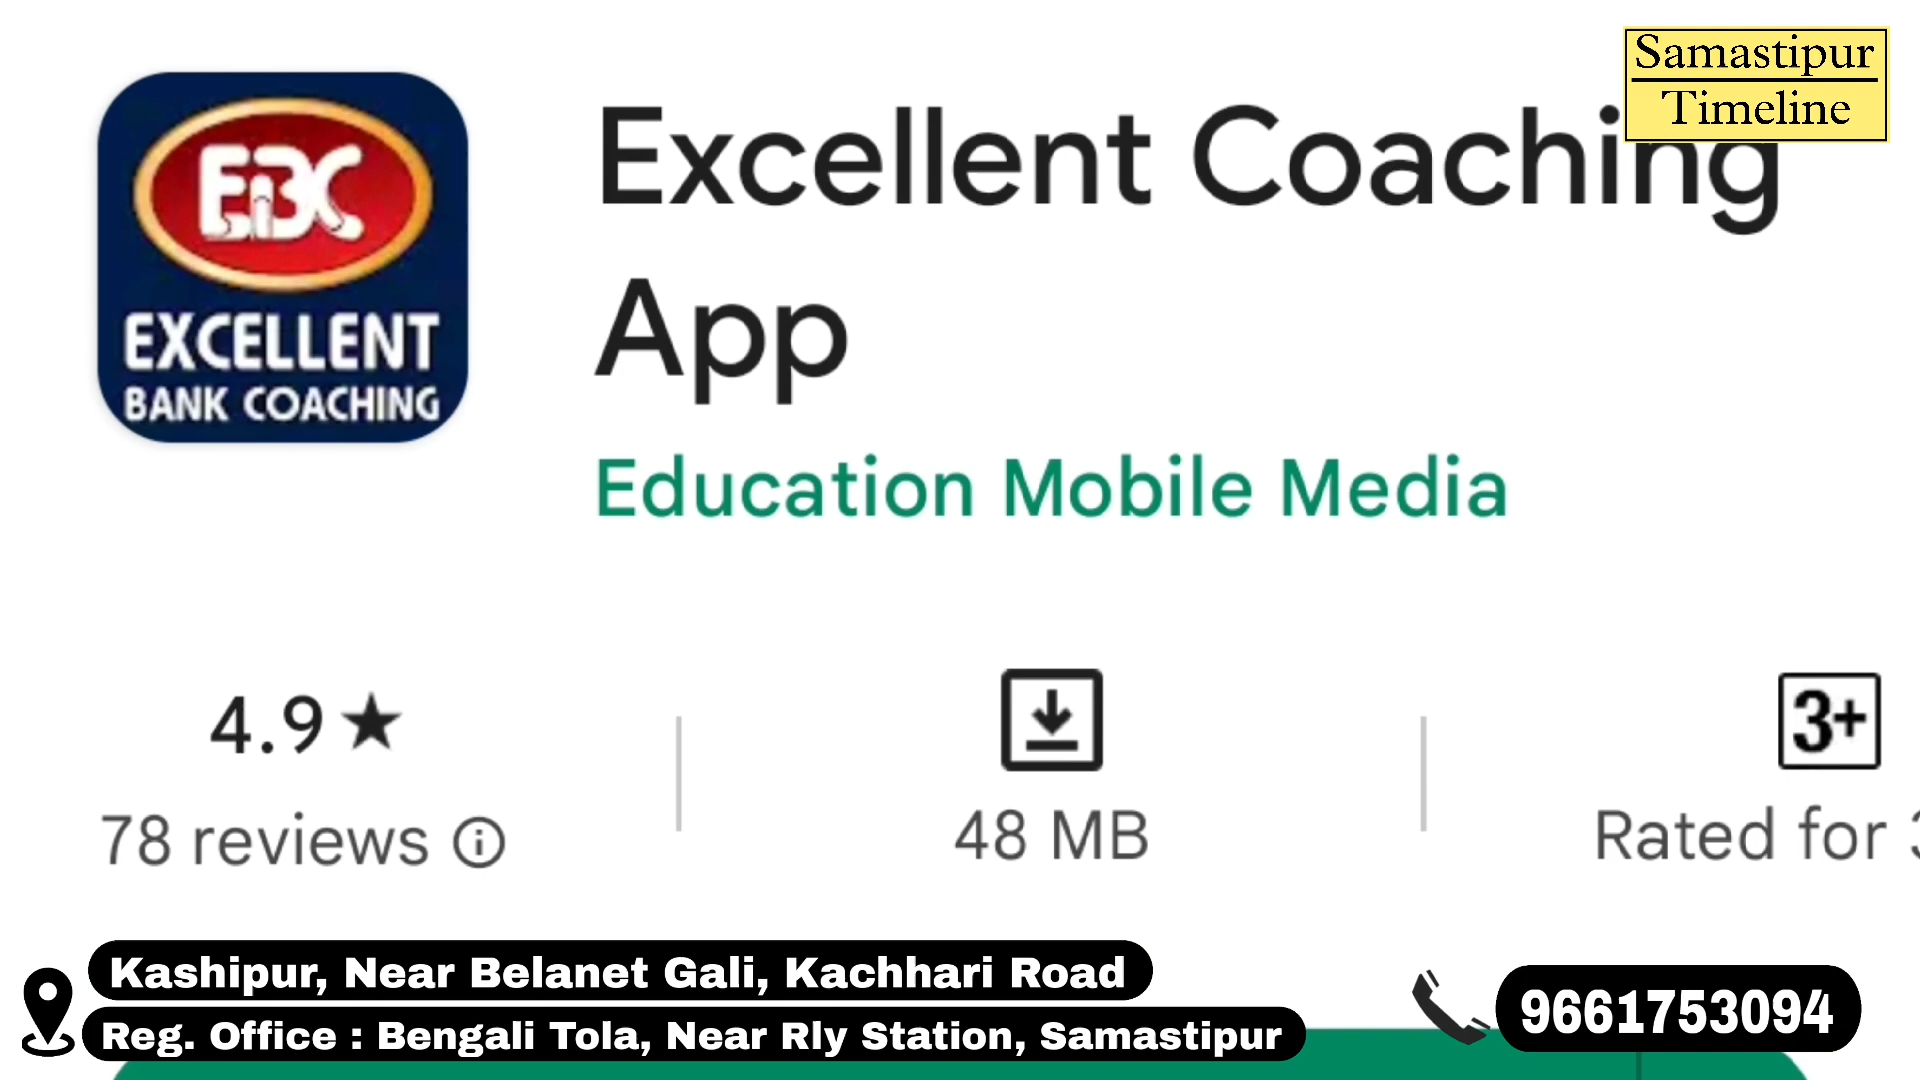 Samastipur
Timeline
EBC
EXCELLENT
BANK COACHING
Excellent Coaching
App
Education Mobile Media
4.9★
78 reviews
48 MB
3+
Rated for
Kashipur, Near Belanet Gali, Kachhari Road
Reg. Office : Bengali Tola, Near Rly Station, Samastipur
9661753094